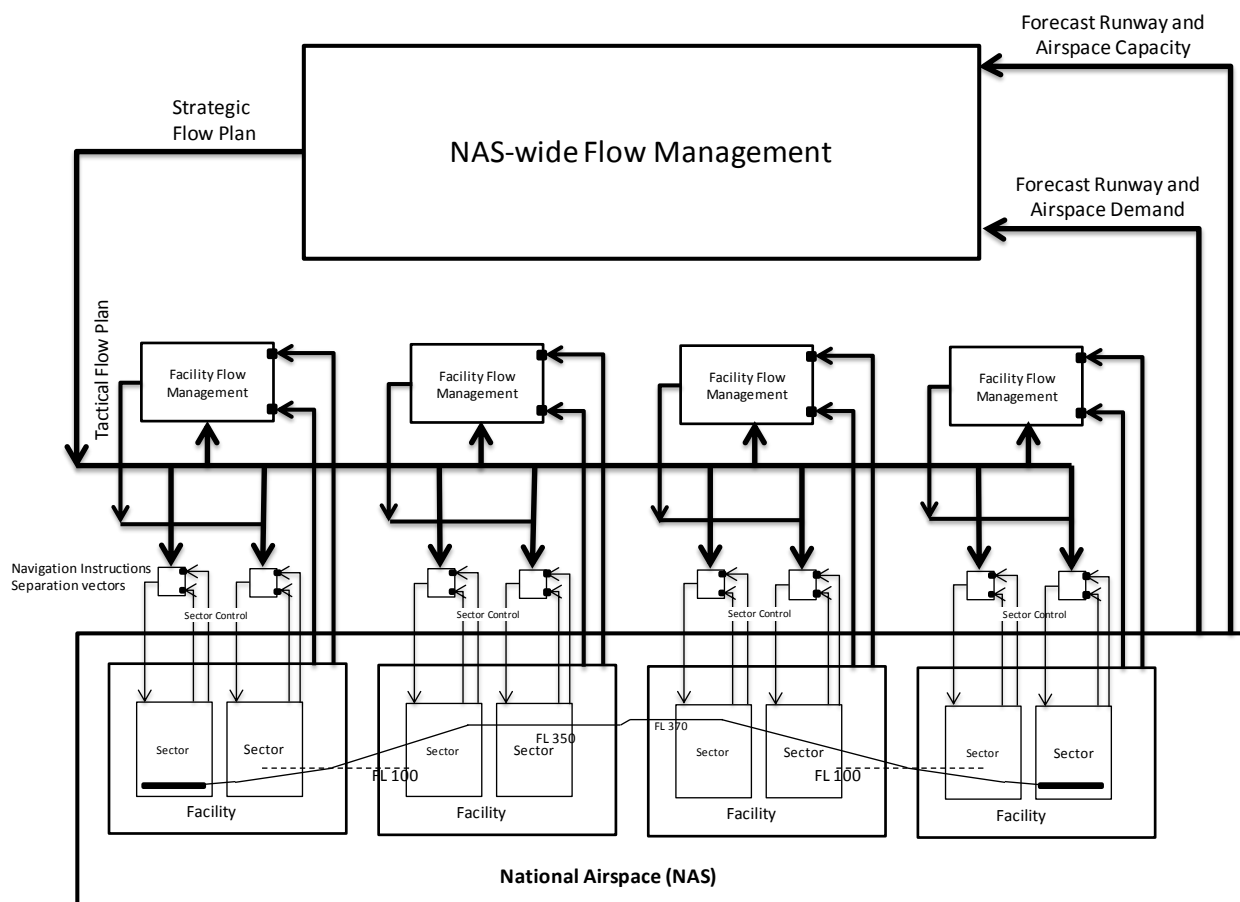 Forecast Runway and
Airspace Capacity
Strategic
Flow Plan
NAS-wide Flow Management
Forecast Runway and
Airspace Demand
Tactical Flow Plan
Facility Flow
Management
Facility Flow
Management
Facility Flow
Management
Facility Flow
Management
Navigation Instructions
Separation vectors
Sector Control
Sector Control
Sector Control
Sector Control
Sector
Sector
Sector
Sector
Sector
Sector
Sector
Sector
FL 350
FL 370
FL 100
FL 100
Facility
Facility
Facility
Facility
National Airspace (NAS)